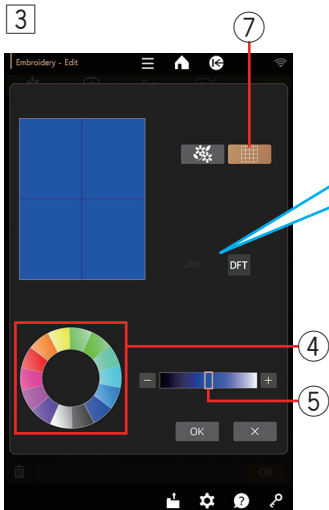 3
⑦
Embroidery - Edit
JPX
DFT
④
⑤
OK
OK